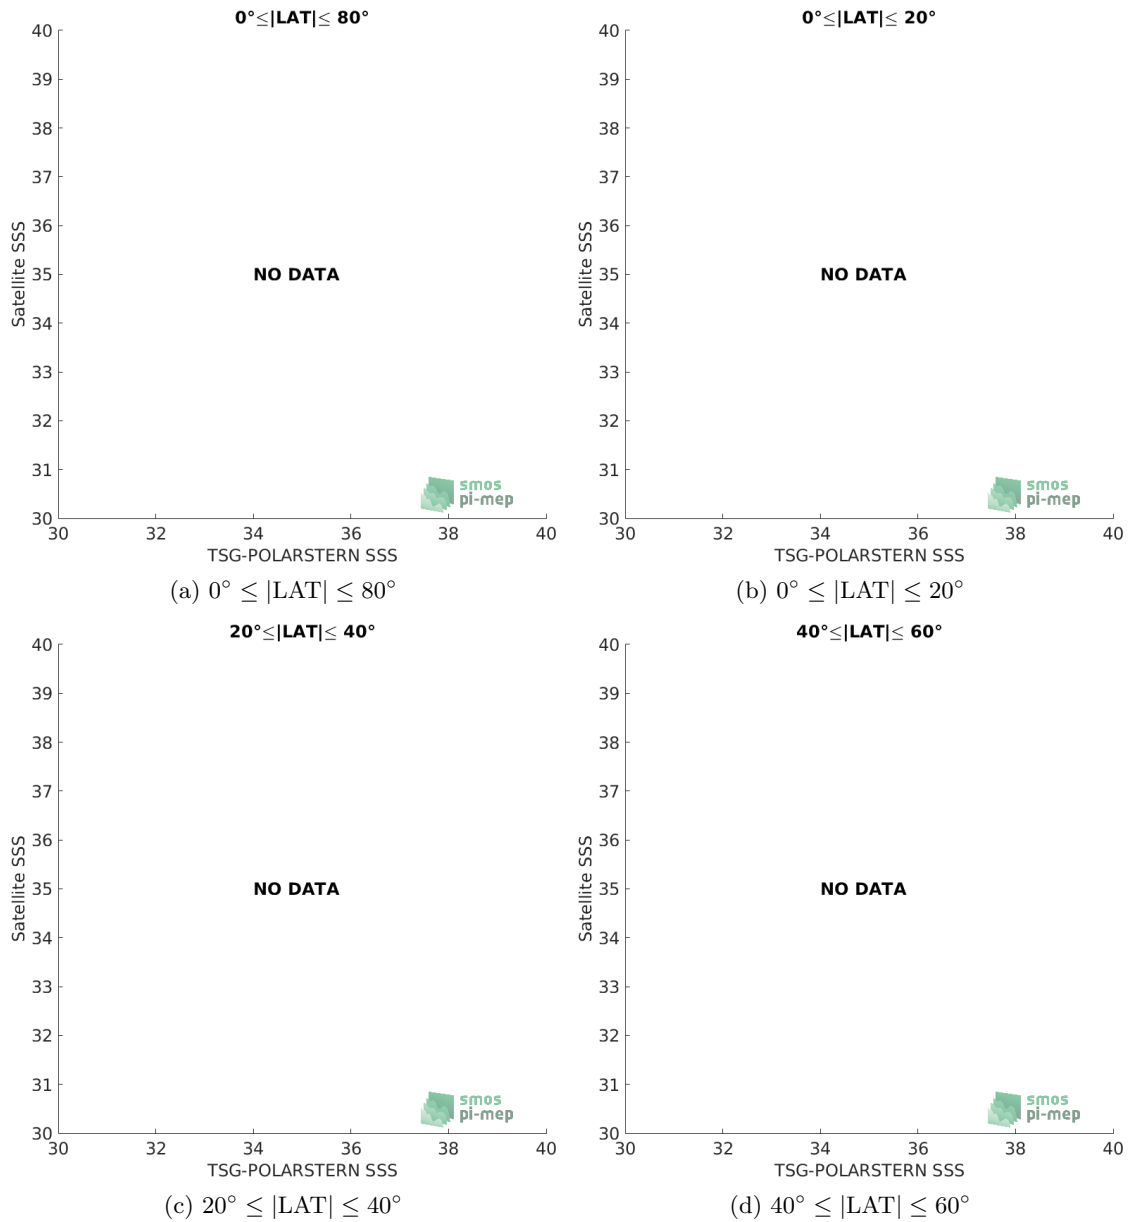 0°≤|LAT|≤ 80°
40
39
38
37
36
35
34
33
32
31
30
Satellite SSS
NO DATA
smos
pi-mep
30 32 34 36 38 40
TSG-POLARSTERN SSS
(a) 0° ≤ |LAT| ≤ 80°
0°≤|LAT|≤ 20°
40
39
38
37
36
35
34
33
32
31
30
Satellite SSS
NO DATA
smos
pi-mep
30 32 34 36 38 40
TSG-POLARSTERN SSS
(b) 0° ≤ |LAT| ≤ 20°
20°≤|LAT|≤ 40°
40
39
38
37
36
35
34
33
32
31
30
Satellite SSS
NO DATA
smos
pi-mep
30 32 34 36 38 40
TSG-POLARSTERN SSS
(c) 20° ≤ |LAT| ≤ 40°
40°≤|LAT|≤ 60°
40
39
38
37
36
35
34
33
32
31
30
Satellite SSS
NO DATA
smos
pi-mep
30 32 34 36 38 40
TSG-POLARSTERN SSS
(d) 40° ≤ |LAT| ≤ 60°